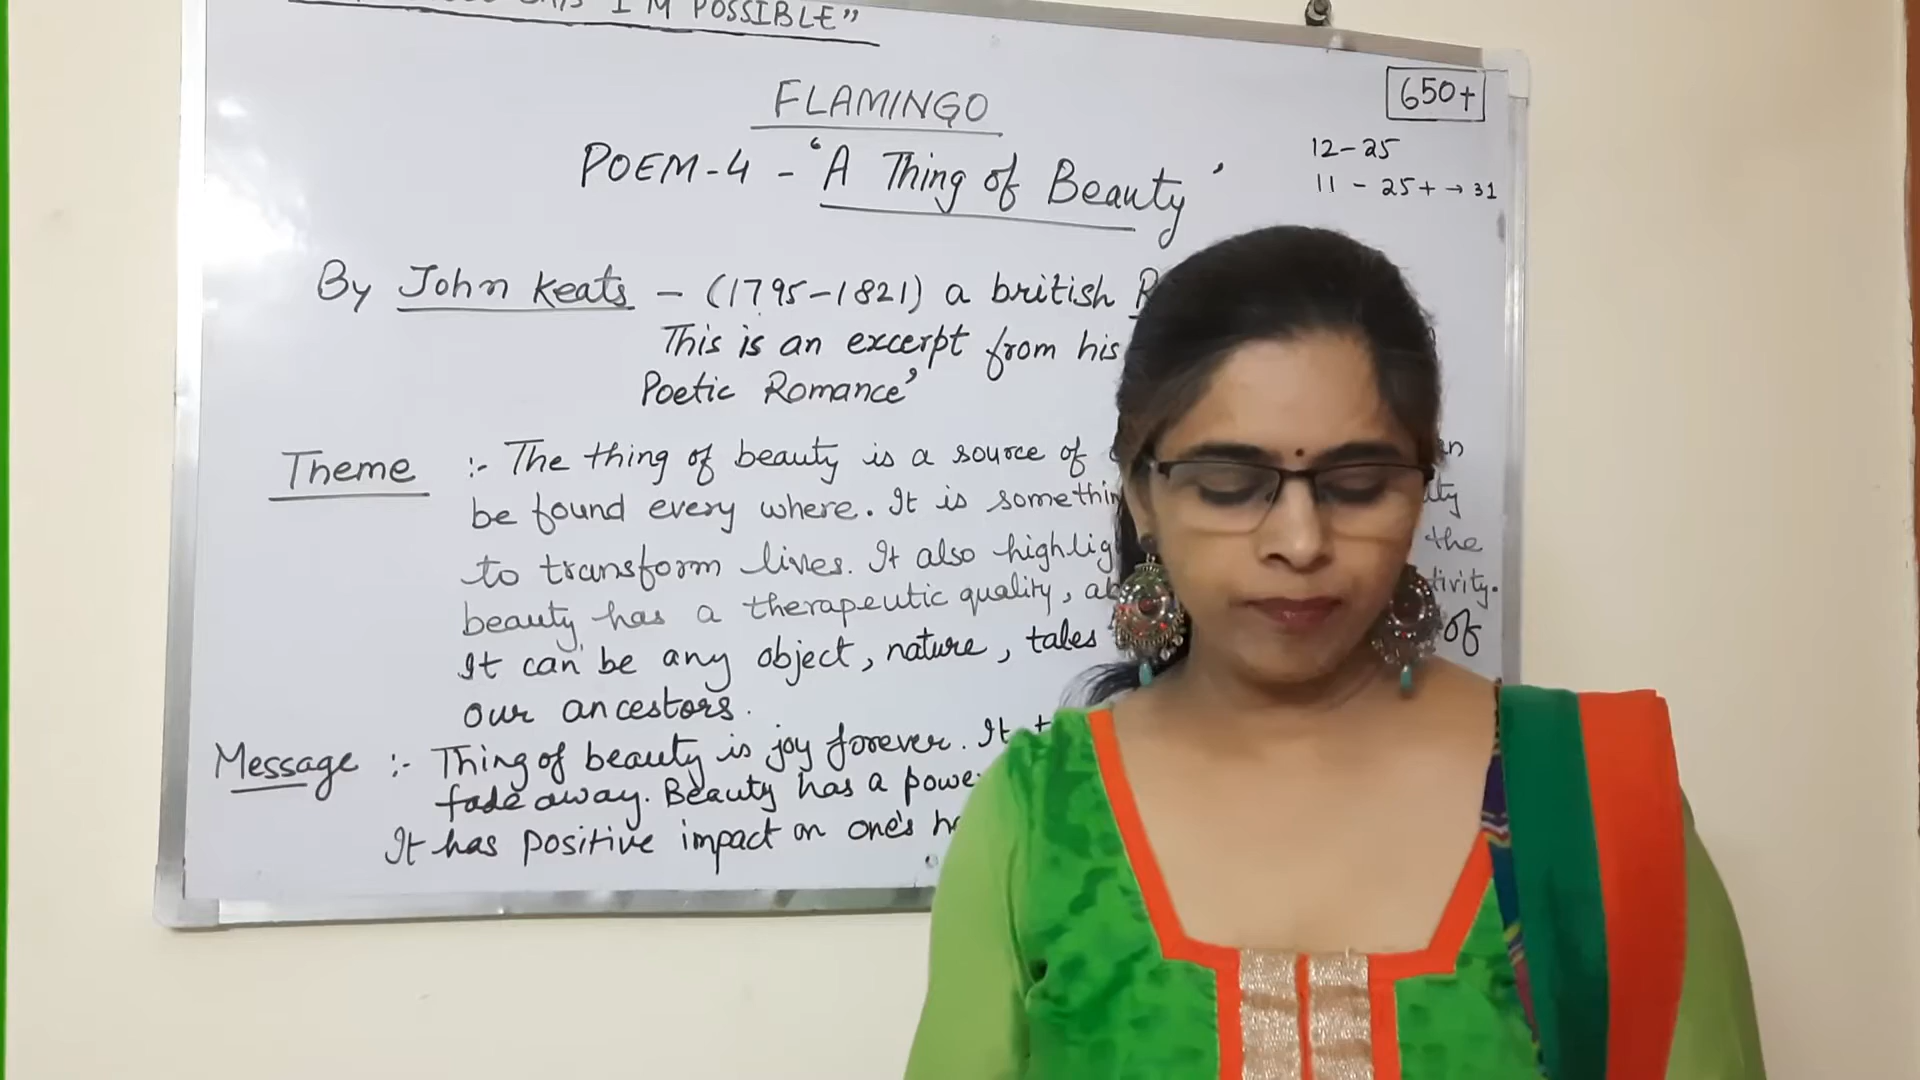 I'M POSSIBLE"
FLAMINGO
650+
POEM-4 - 'A Thing of Beauty'
12-25
11 - 25+ → 31
By John Keats - (1795-1821) a british
This is an excerpt from his
Poetic Romance'
Theme :- The thing of beauty is a source of
be found every where. It is
to transform lives. It also the
beauty has a therapeutic quality,
It can be any object, nature, tales of
our ancestors.
Message :- Thing of beauty is joy forever. It
fade away. Beauty has a
It has positive impact on one's